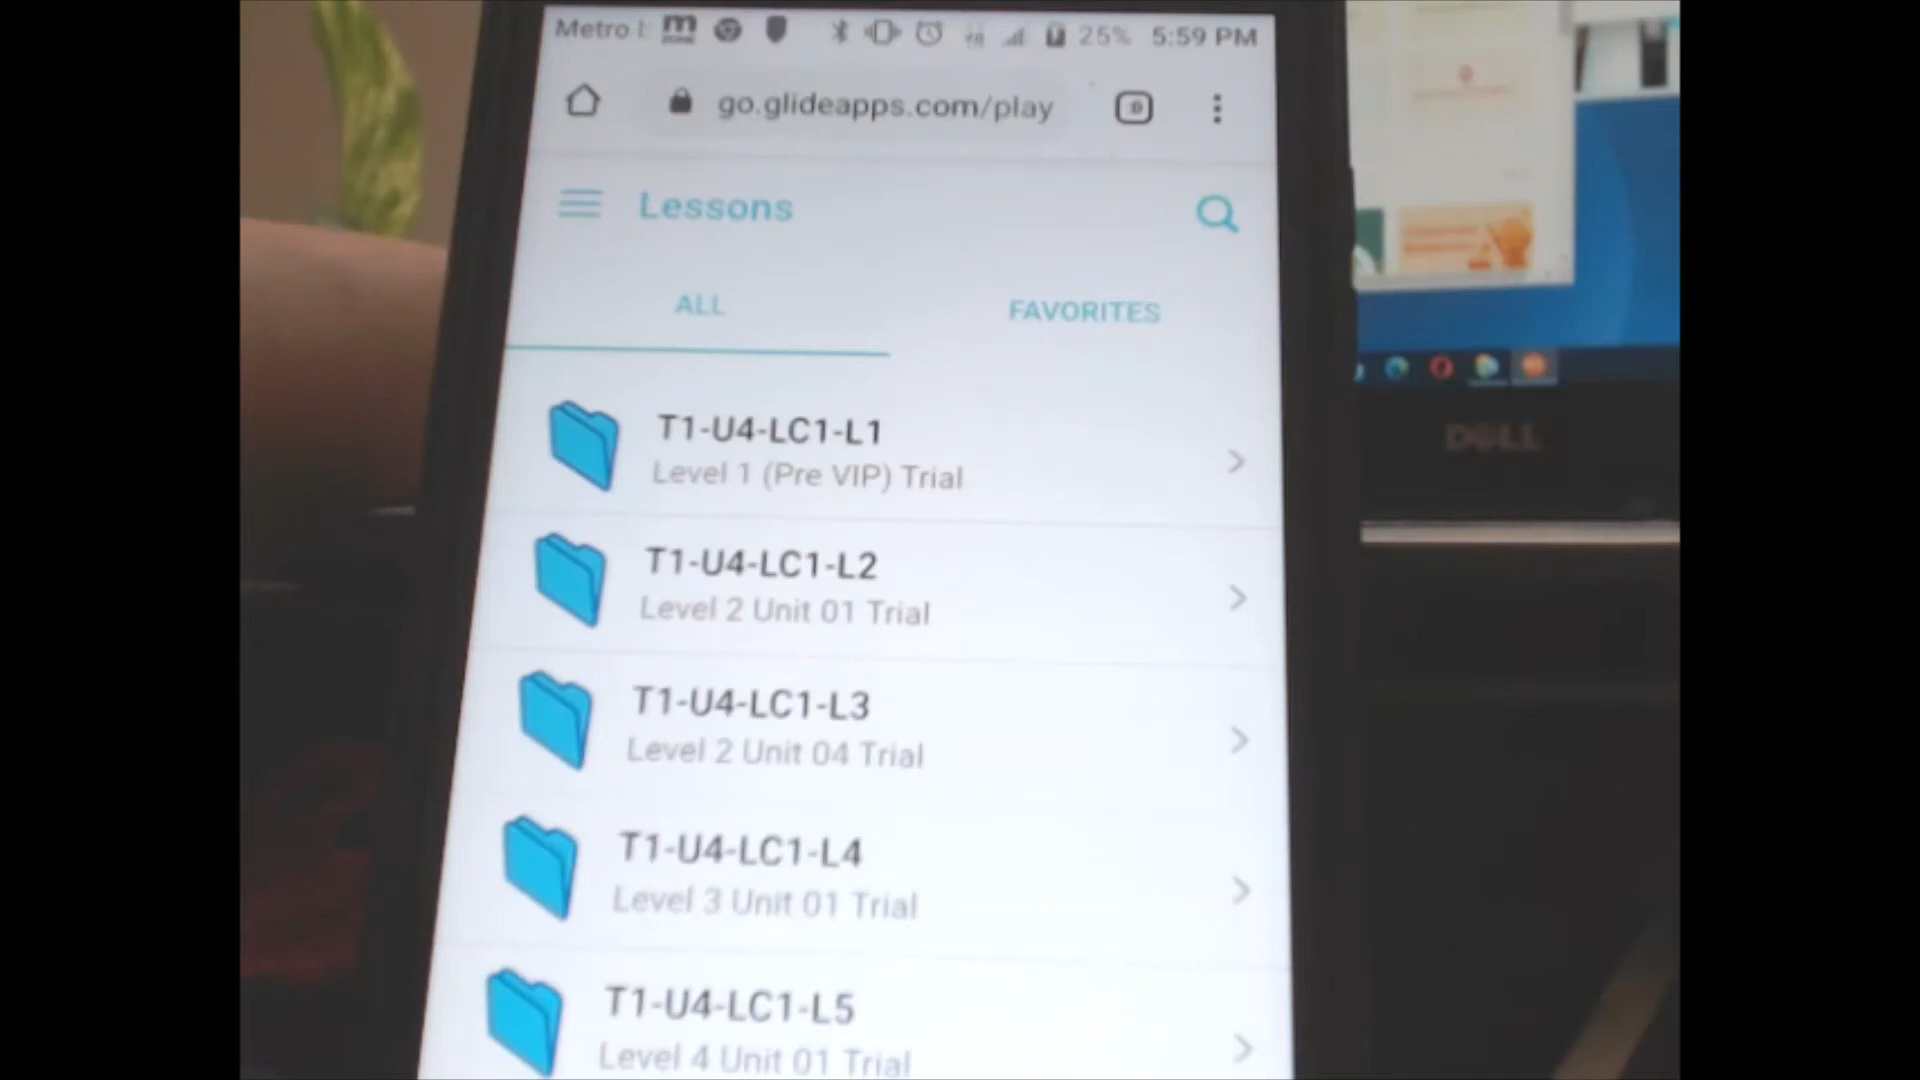 Metro
25% 5:59 PM
go.glideapps.com/play
Lessons
ALL
FAVORITES
T1-U4-LC1-L1
Level 1 (Pre VIP) Trial
T1-U4-LC1-L2
Level 2 Unit 01 Trial
T1-U4-LC1-L3
Level 2 Unit 04 Trial
T1-U4-LC1-L4
Level 3 Unit 01 Trial
T1-U4-LC1-L5
Level 4 Unit 01 Trial
DELL